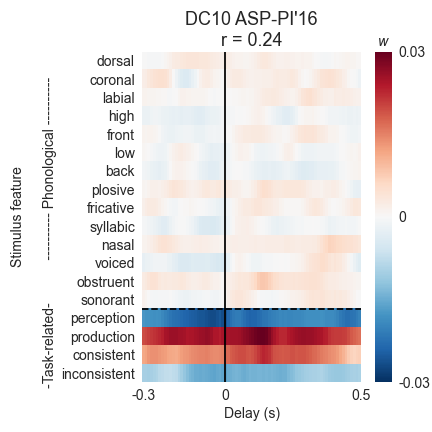 DC10 ASP-PI'16
r = 0.24
w
Stimulus feature
-Task-related- ---------- Phonological ----------
dorsal
coronal
labial
high
front
low
back
plosive
fricative
syllabic
nasal
voiced
obstruent
sonorant
perception
production
consistent
inconsistent
-0.3 0 0.5
Delay (s)
0.03
0
-0.03